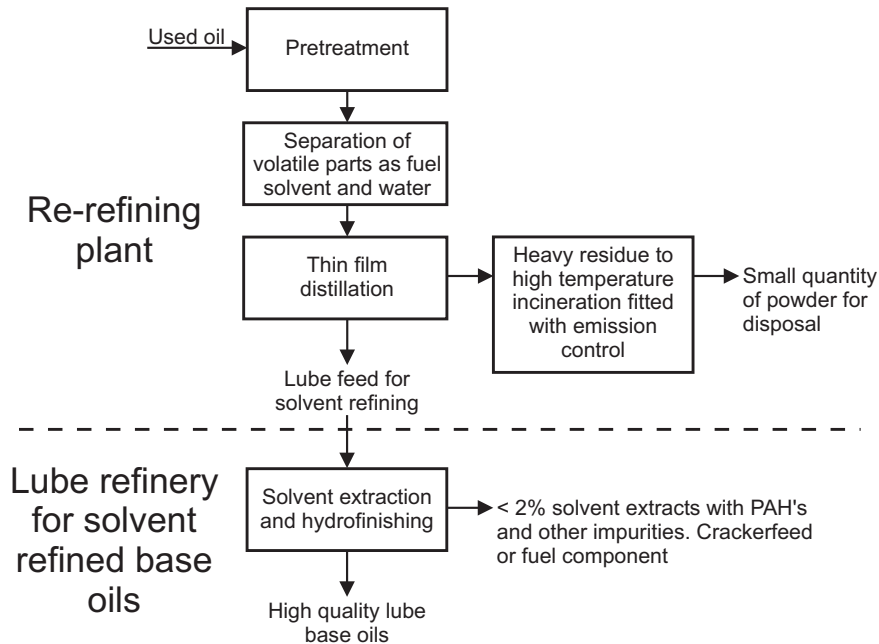 Used oil
Pretreatment
Separation of
volatile parts as fuel
solvent and water
Re-refining
plant
Thin film
distillation
Heavy residue to
high temperature
incineration fitted
with emission
control
Small quantity
of powder for
disposal
Lube feed for
solvent refining
Lube refinery
for solvent
refined base
oils
Solvent extraction
and hydrofinishing
< 2% solvent extracts with PAH's
and other impurities. Crackerfeed
or fuel component
High quality lube
base oils